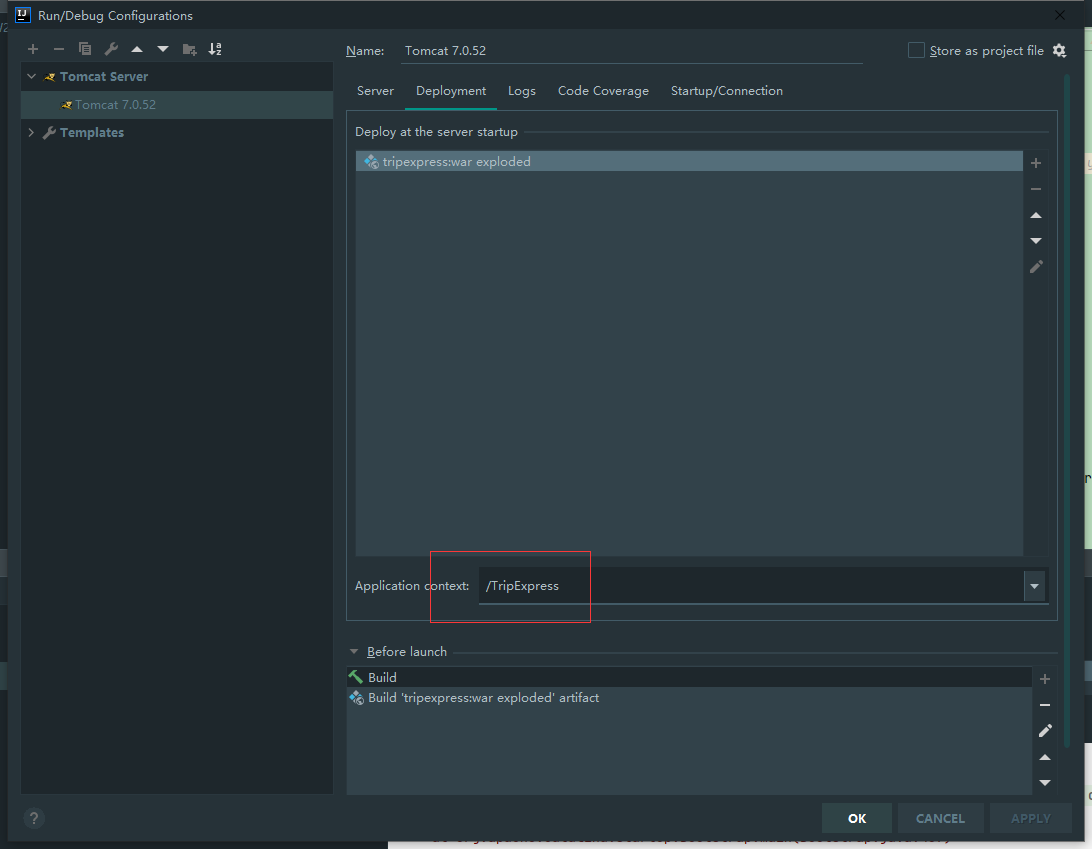 Run/Debug Configurations
Name: Tomcat 7.0.52
Store as project file
Tomcat Server
Tomcat 7.0.52
Templates
Server Deployment Logs Code Coverage Startup/Connection
Deploy at the server startup
tripexpress:war exploded
Application context: /TripExpress
Before launch
Build
Build 'tripexpress:war exploded' artifact
?
OK CANCEL APPLY